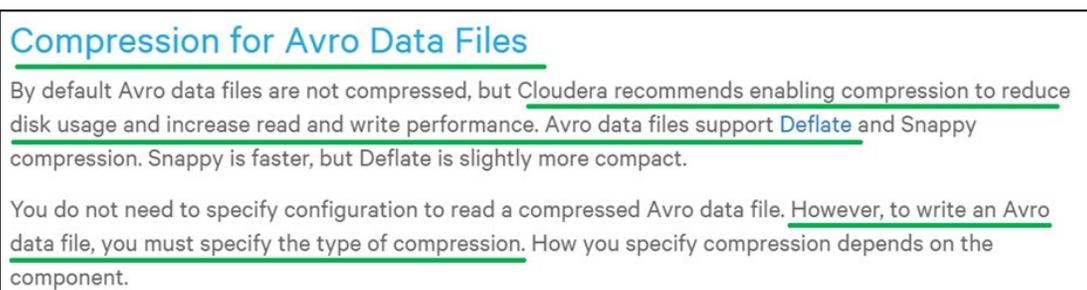 Compression for Avro Data Files
By default Avro data files are not compressed, but Cloudera recommends enabling compression to reduce
disk usage and increase read and write performance. Avro data files support Deflate and Snappy
compression. Snappy is faster, but Deflate is slightly more compact.
You do not need to specify configuration to read a compressed Avro data file. However, to write an Avro
data file, you must specify the type of compression. How you specify compression depends on the
component.